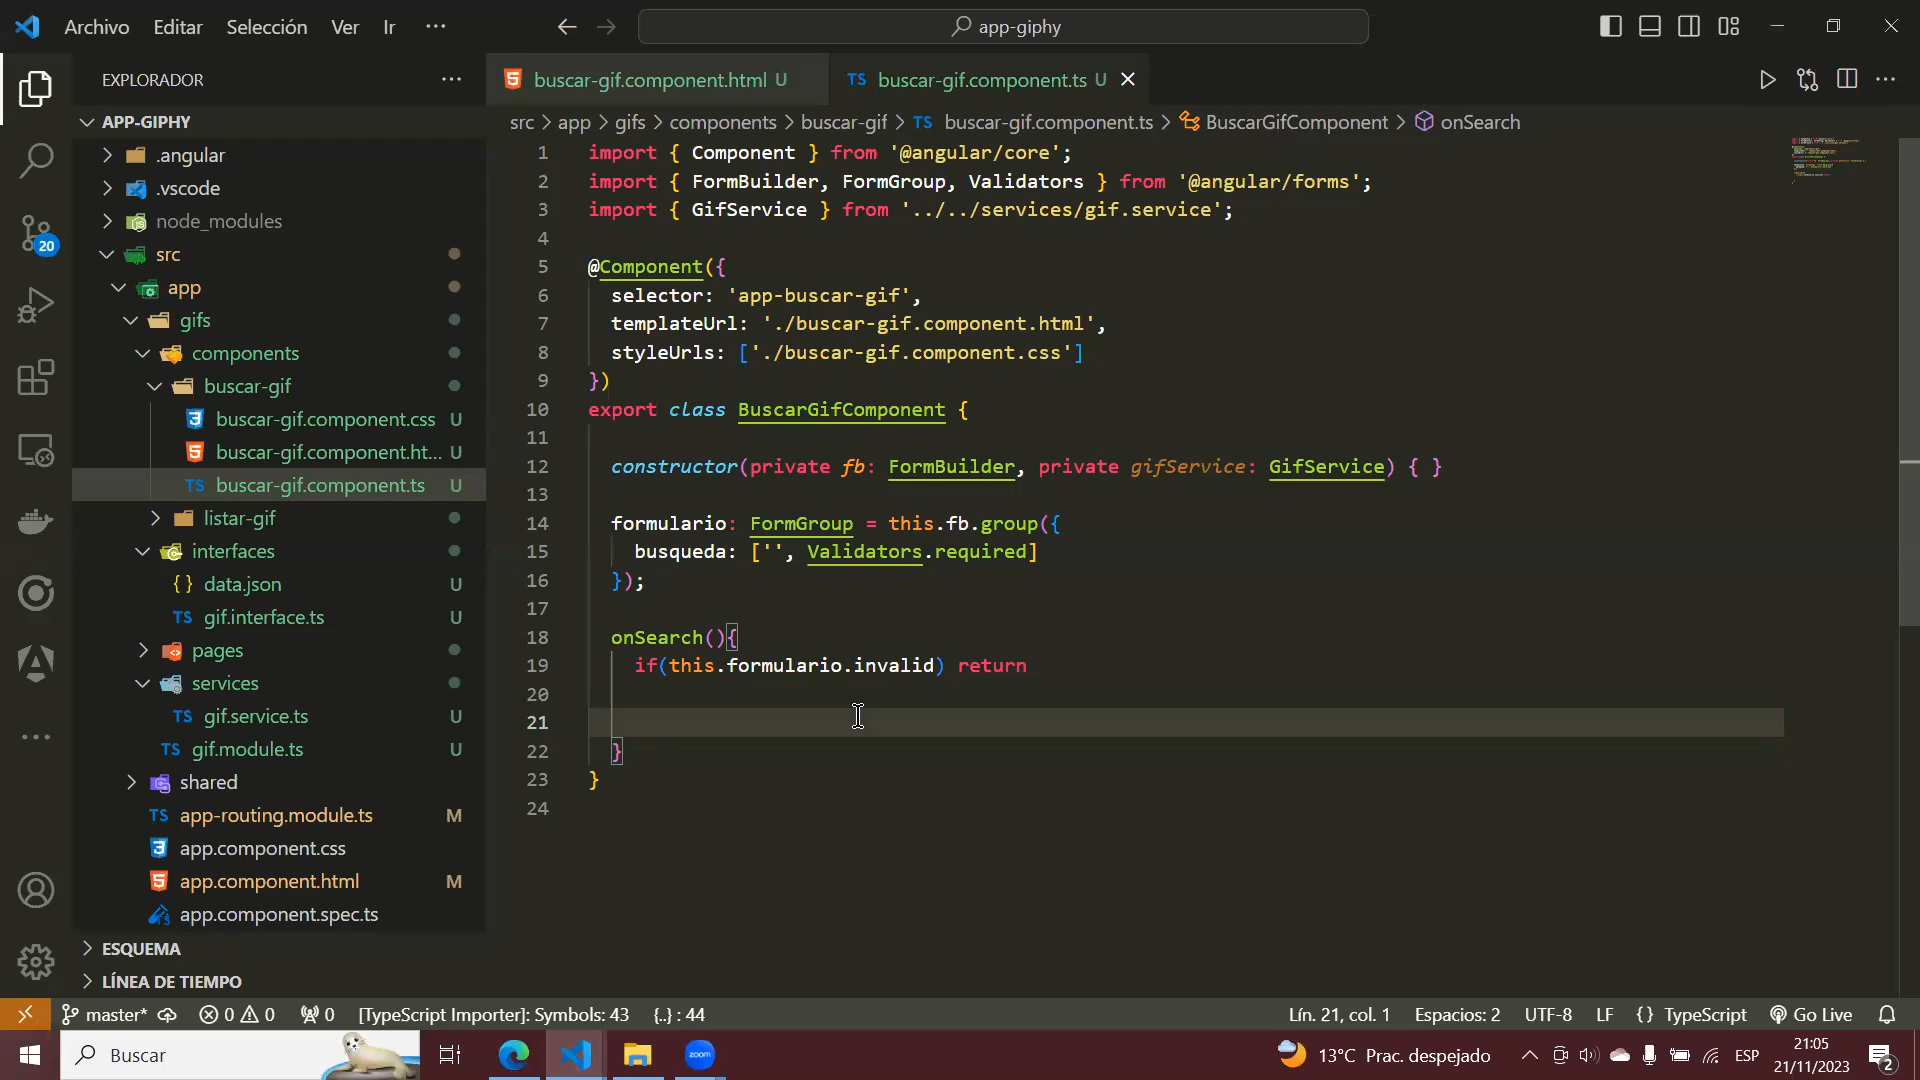 Archivo Editar Selección Ver Ir ··· app-giphy
EXPLORADOR ···
buscar-gif.component.html U
TS buscar-gif.component.ts U
src > app > gifs > components > buscar-gif > TS buscar-gif.component.ts > BuscarGifComponent > onSearch
APP-GIPHY
.angular
.vscode
node_modules
src
app
gifs
components
buscar-gif
buscar-gif.component.css U
buscar-gif.component.ht... U
TS buscar-gif.component.ts U
listar-gif
interfaces
{} data.json U
TS gif.interface.ts U
pages
services
TS gif.service.ts U
TS gif.module.ts U
shared
TS app-routing.module.ts M
app.component.css
app.component.html M
app.component.spec.ts
ESQUEMA
LÍNEA DE TIEMPO
20
1 import { Component } from '@angular/core';
2 import { FormBuilder, FormGroup, Validators } from '@angular/forms';
3 import { GifService } from '../../services/gif.service';
4
5 @Component({
6 selector: 'app-buscar-gif',
7 templateUrl: './buscar-gif.component.html',
8 styleUrls: ['./buscar-gif.component.css']
9 })
10 export class BuscarGifComponent {
11
12 constructor(private fb: FormBuilder, private gifService: GifService) { }
13
14 formulario: FormGroup = this.fb.group({
15 busqueda: ['', Validators.required]
16 });
17
18 onSearch(){
19 if(this.formulario.invalid) return
20
21
22 }
23 }
24
master* 0 0 0 [TypeScript Importer]: Symbols: 43 {..} : 44 Lín. 21, col. 1 Espacios: 2 UTF-8 LF {} TypeScript Go Live
Buscar zoom 13°C Prac. despejado ESP 21:05
21/11/2023 2